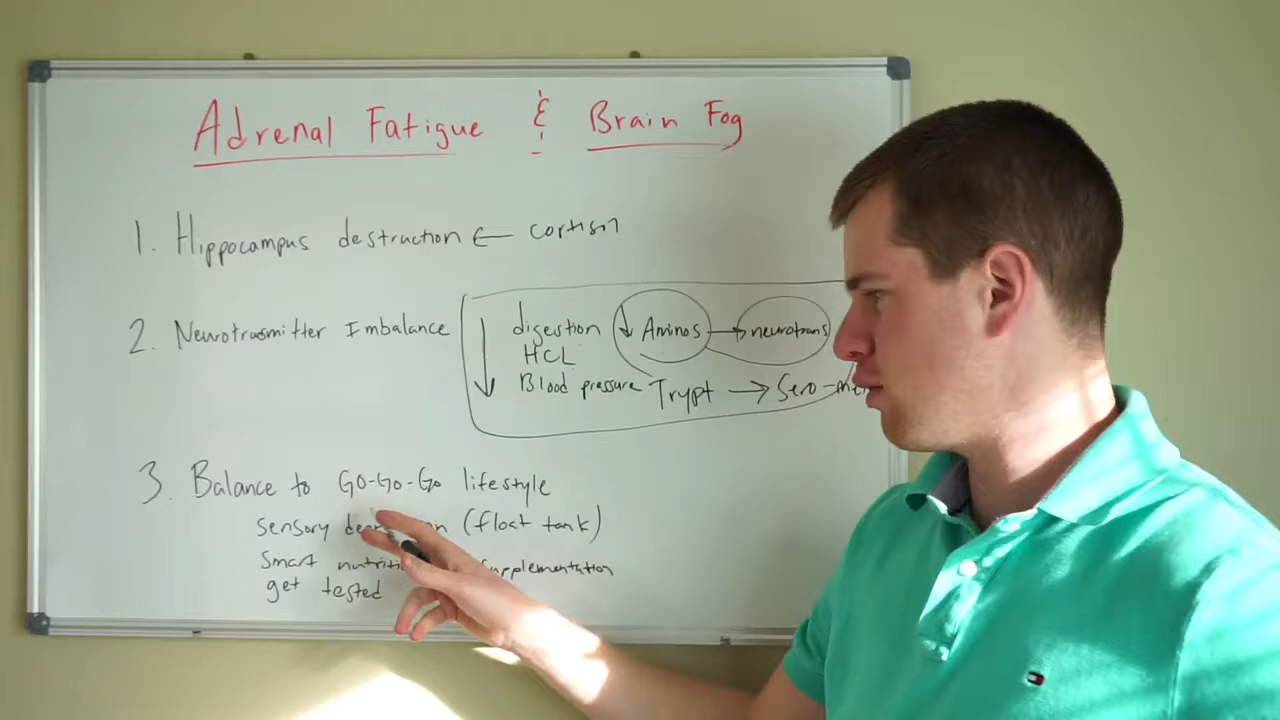 Adrenal Fatigue & Brain Fog
1. Hippocampus destruction ← cortisol
2. Neurotrasmitter Imbalance
↓ digestion ↓ Aminos → neurotrans
HCL
Blood pressure Trypt → Sero-
3. Balance to GO-GO-GO lifestyle
sensory (float tank)
Smart supplementation
get tested